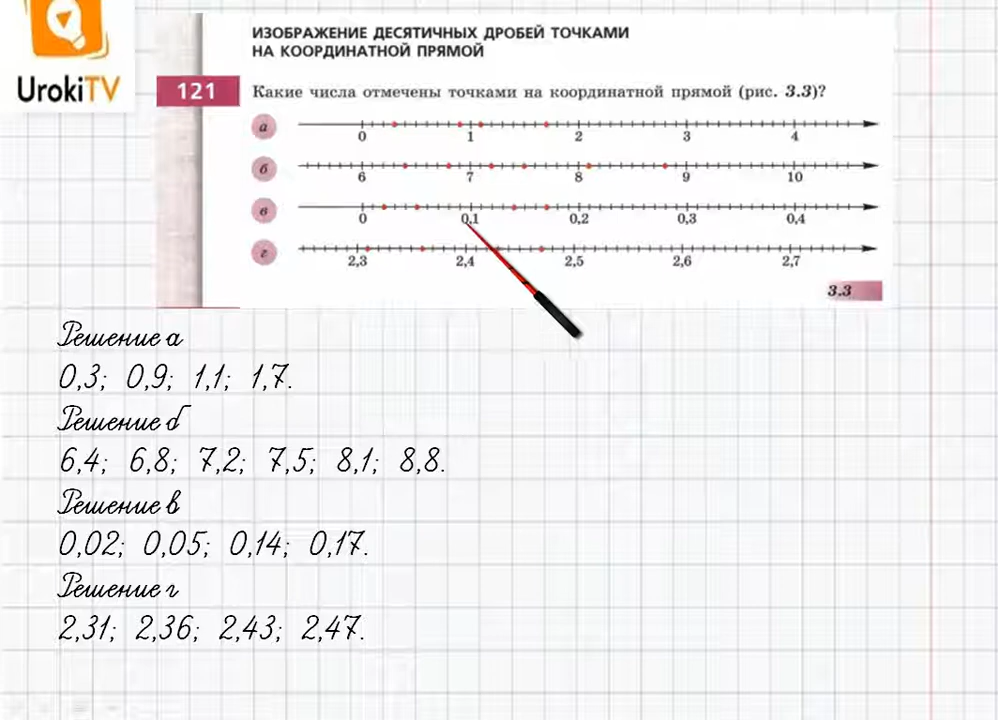 UrokiTV
ИЗОБРАЖЕНИЕ ДЕСЯТИЧНЫХ ДРОБЕЙ ТОЧКАМИ
НА КООРДИНАТНОЙ ПРЯМОЙ
121 Какие числа отмечены точками на координатной прямой (рис. 3.3)?
а
0 1 2 3 4
б
6 7 8 9 10
в
0 0,1 0,2 0,3 0,4
г
2,3 2,4 2,5 2,6 2,7
3.3
Решение а
0,3; 0,9; 1,1; 1,7.
Решение б
6,4; 6,8; 7,2; 7,5; 8,1; 8,8.
Решение в
0,02; 0,05; 0,14; 0,17.
Решение г
2,31; 2,36; 2,43; 2,47.